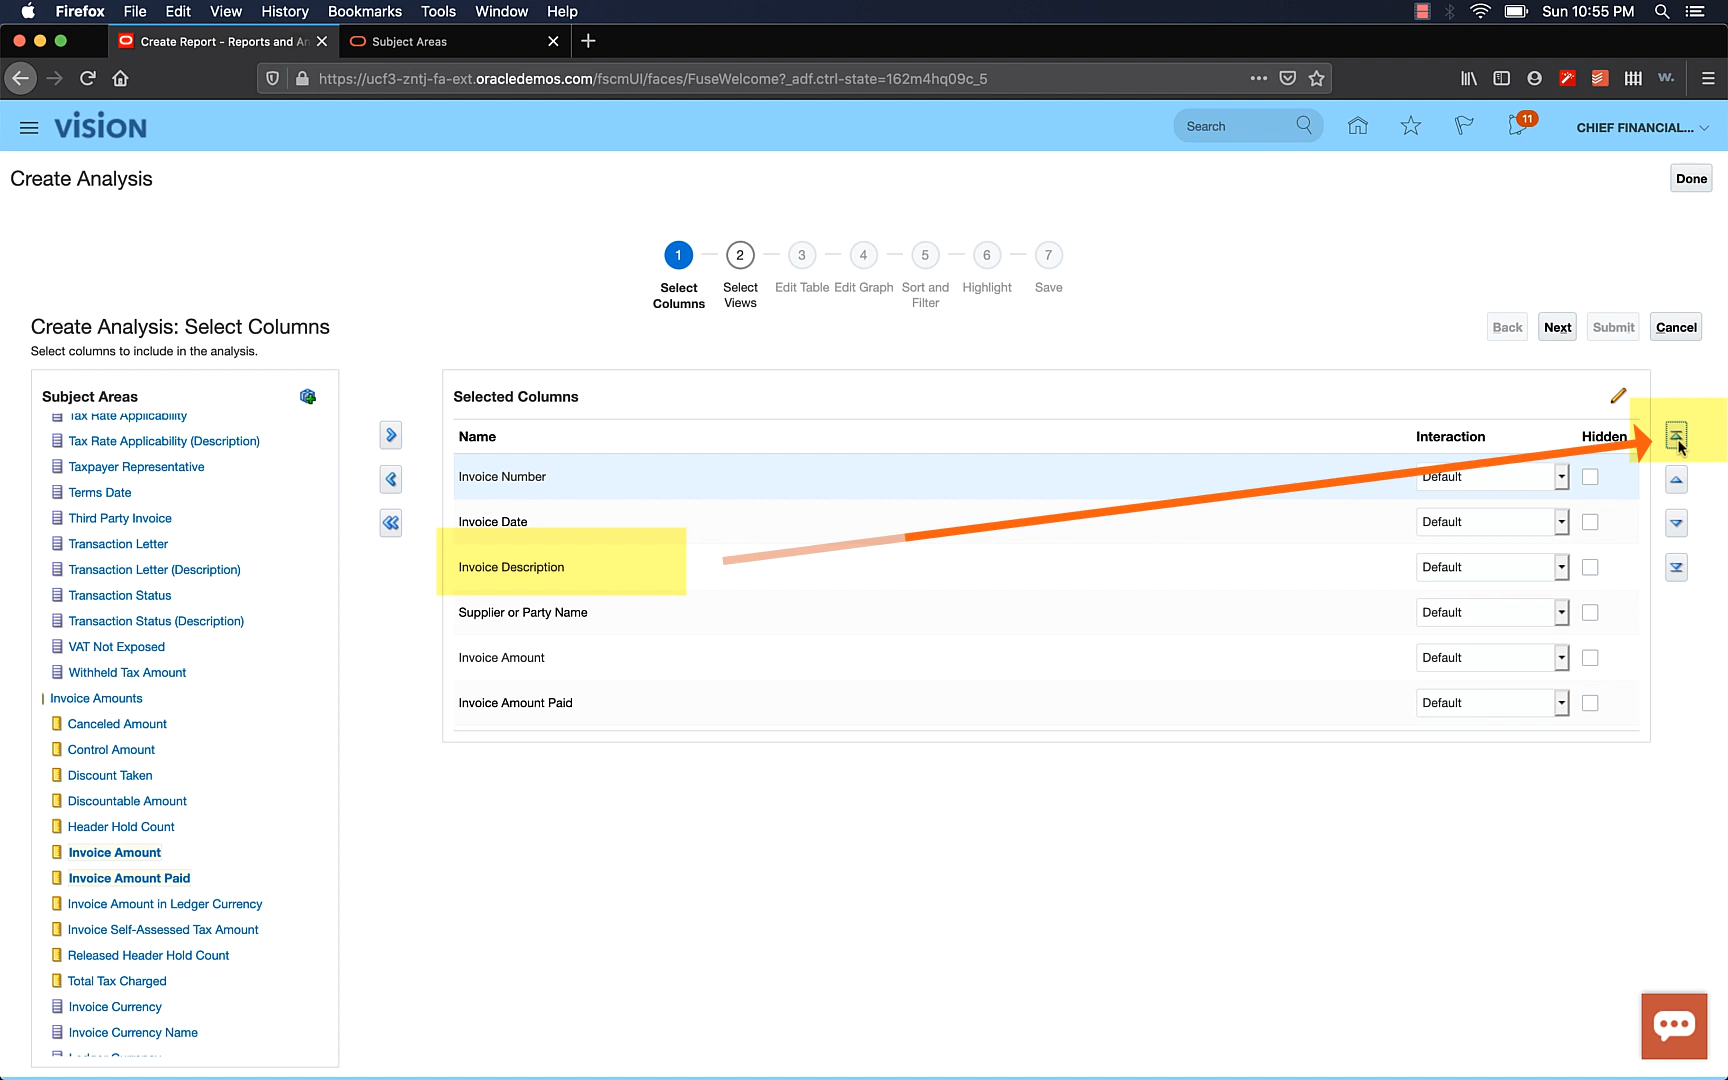 Firefox File Edit View History Bookmarks Tools Window Help Sun 10:55 PM
Create Report - Reports and An Subject Areas
https://ucf3-zntj-fa-ext.oracledemos.com/fscmUI/faces/FuseWelcome?_adf.ctrl-state=162m4hq09c_5
W.
VISION Search 11 CHIEF FINANCIAL...
Create Analysis Done
1 2 3 4 5 6 7
Select Columns Select Views Edit Table Edit Graph Sort and Filter Highlight Save
Create Analysis: Select Columns Back Next Submit Cancel
Select columns to include in the analysis.
Subject Areas
Tax Rate Applicability
Tax Rate Applicability (Description)
Taxpayer Representative
Terms Date
Third Party Invoice
Transaction Letter
Transaction Letter (Description)
Transaction Status
Transaction Status (Description)
VAT Not Exposed
Withheld Tax Amount
Invoice Amounts
Canceled Amount
Control Amount
Discount Taken
Discountable Amount
Header Hold Count
Invoice Amount
Invoice Amount Paid
Invoice Amount in Ledger Currency
Invoice Self-Assessed Tax Amount
Released Header Hold Count
Total Tax Charged
Invoice Currency
Invoice Currency Name
Selected Columns
Name Interaction Hidden
Invoice Number Default
Invoice Date Default
Invoice Description Default
Supplier or Party Name Default
Invoice Amount Default
Invoice Amount Paid Default